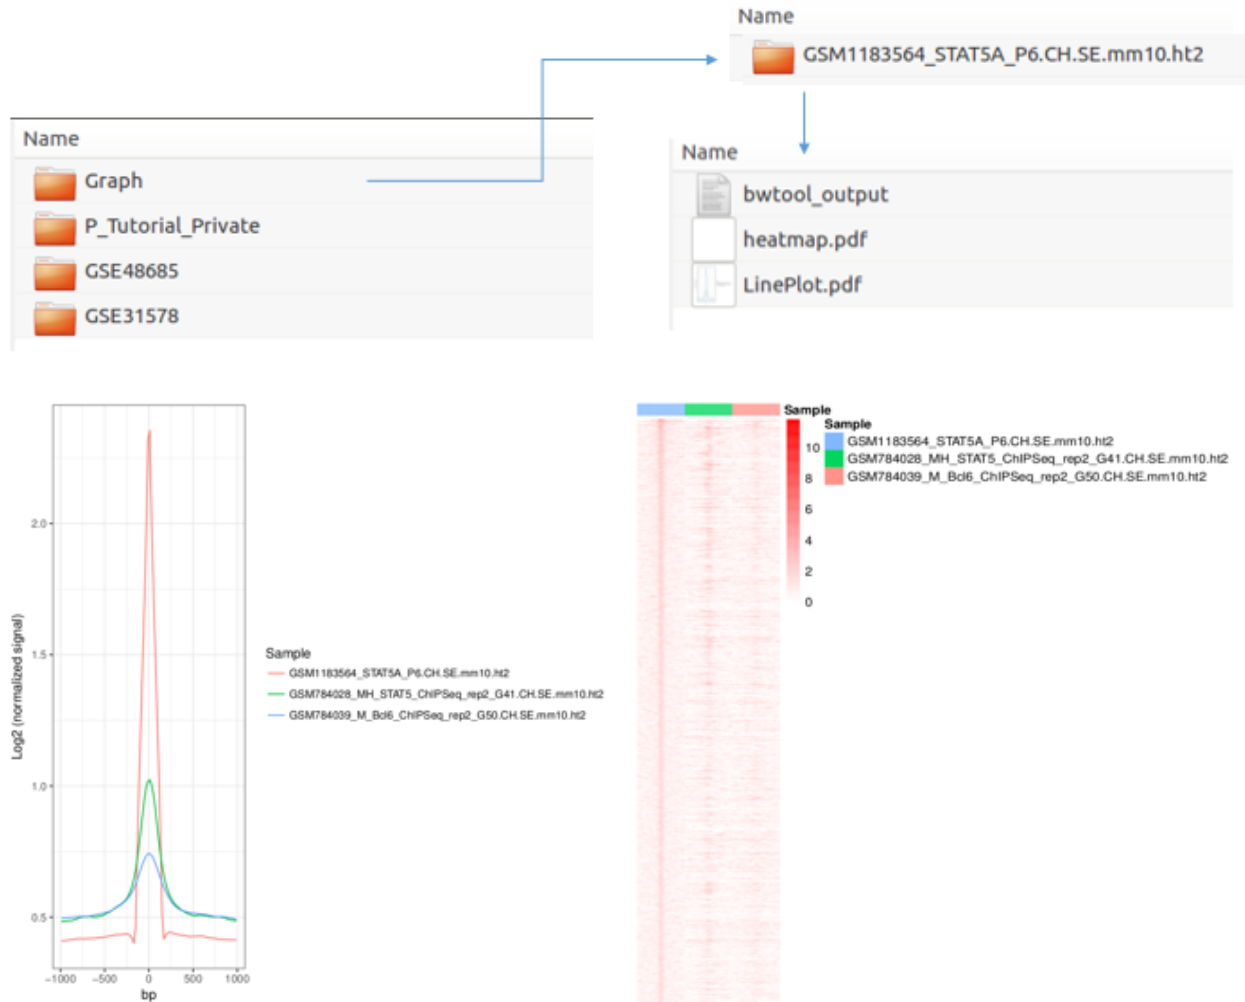 Name
GSM1183564_STAT5A_P6.CH.SE.mm10.ht2
Name
Graph
P_Tutorial_Private
GSE48685
GSE31578
Name
bwtool_output
heatmap.pdf
LinePlot.pdf
Log2 (normalized signal)
2.0
1.5
1.0
0.5
-1000 -500 0 500 1000
bp
Sample
GSM1183564_STAT5A_P6.CH.SE.mm10.ht2
GSM784028_MH_STAT5_ChIPSeq_rep2_G41.CH.SE.mm10.ht2
GSM784039_M_Bcl6_ChIPSeq_rep2_G50.CH.SE.mm10.ht2
Sample
10
8
6
4
2
0
Sample
GSM1183564_STAT5A_P6.CH.SE.mm10.ht2
GSM784028_MH_STAT5_ChIPSeq_rep2_G41.CH.SE.mm10.ht2
GSM784039_M_Bcl6_ChIPSeq_rep2_G50.CH.SE.mm10.ht2